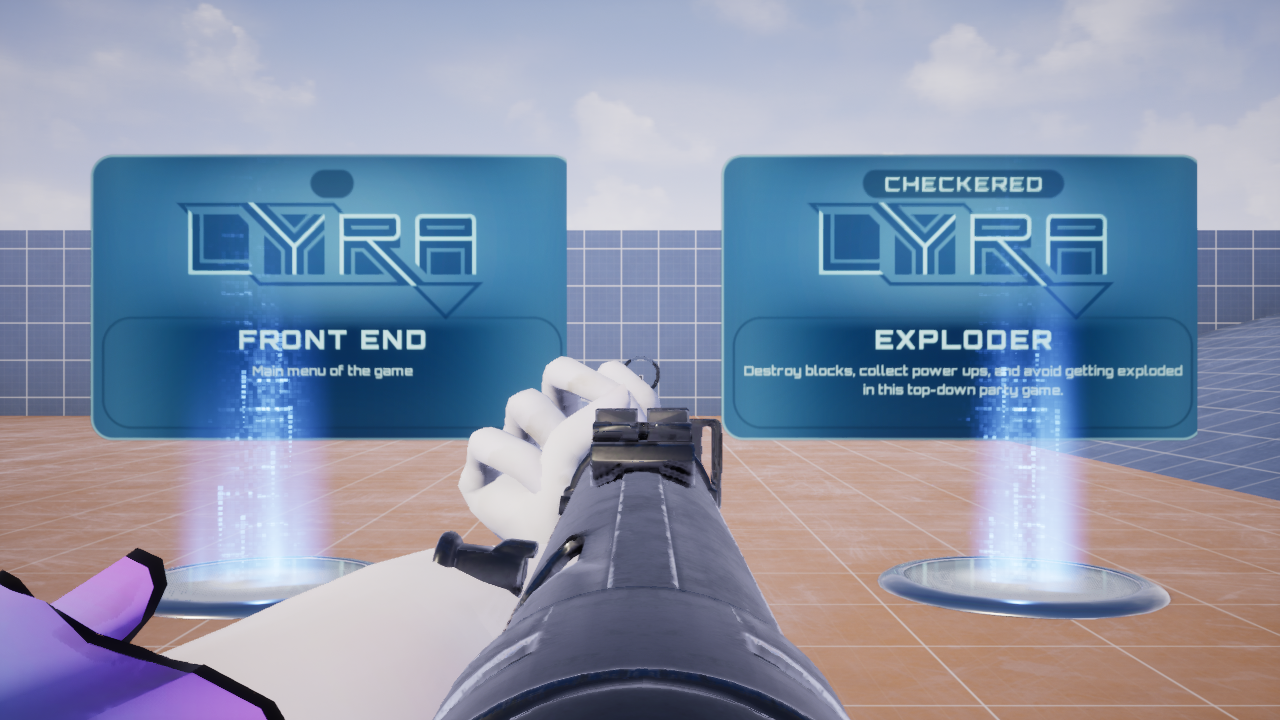 LYRA
FRONT END
Main menu of the game
CHECKERED
LYRA
EXPLODER
Destroy blocks, collect power ups, and avoid getting exploded
in this top-down party game.